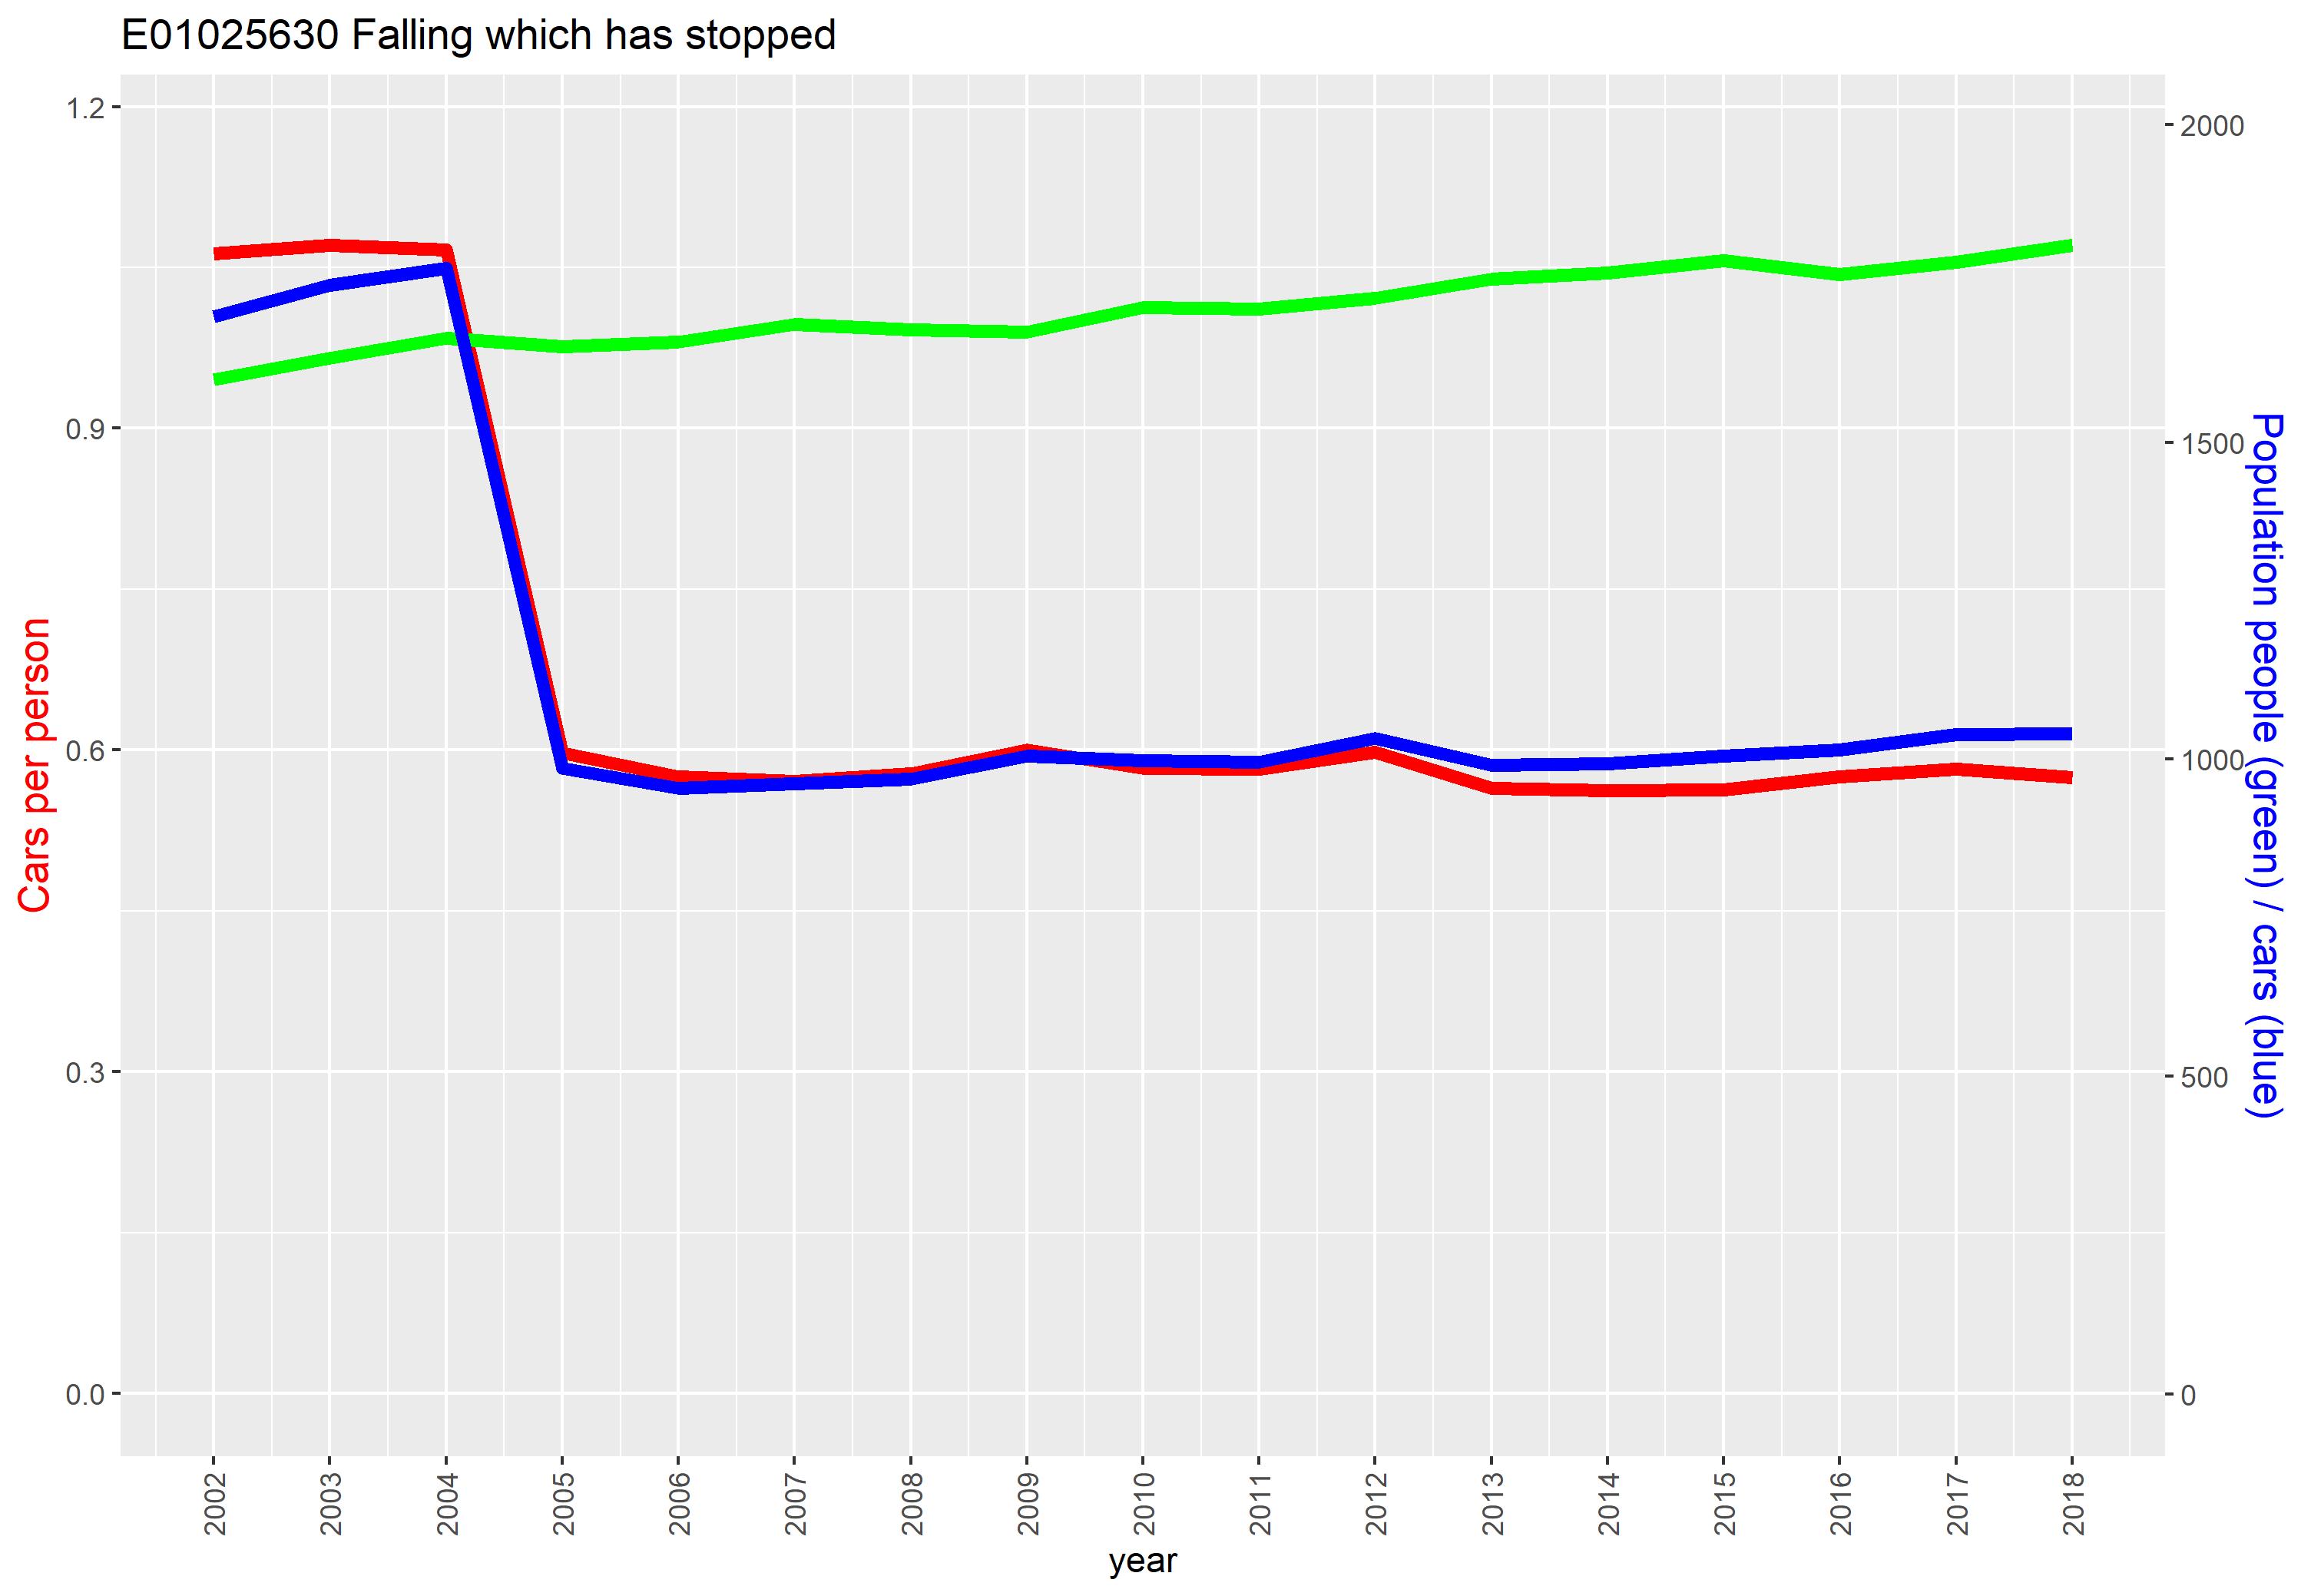 E01025630 Falling which has stopped
1.2
0.9
0.6
0.3
0.0
Cars per person
2000
1500
1000
500
0
Population people (green) / cars (blue)
2002 2003 2004 2005 2006 2007 2008 2009 2010 2011 2012 2013 2014 2015 2016 2017 2018
year